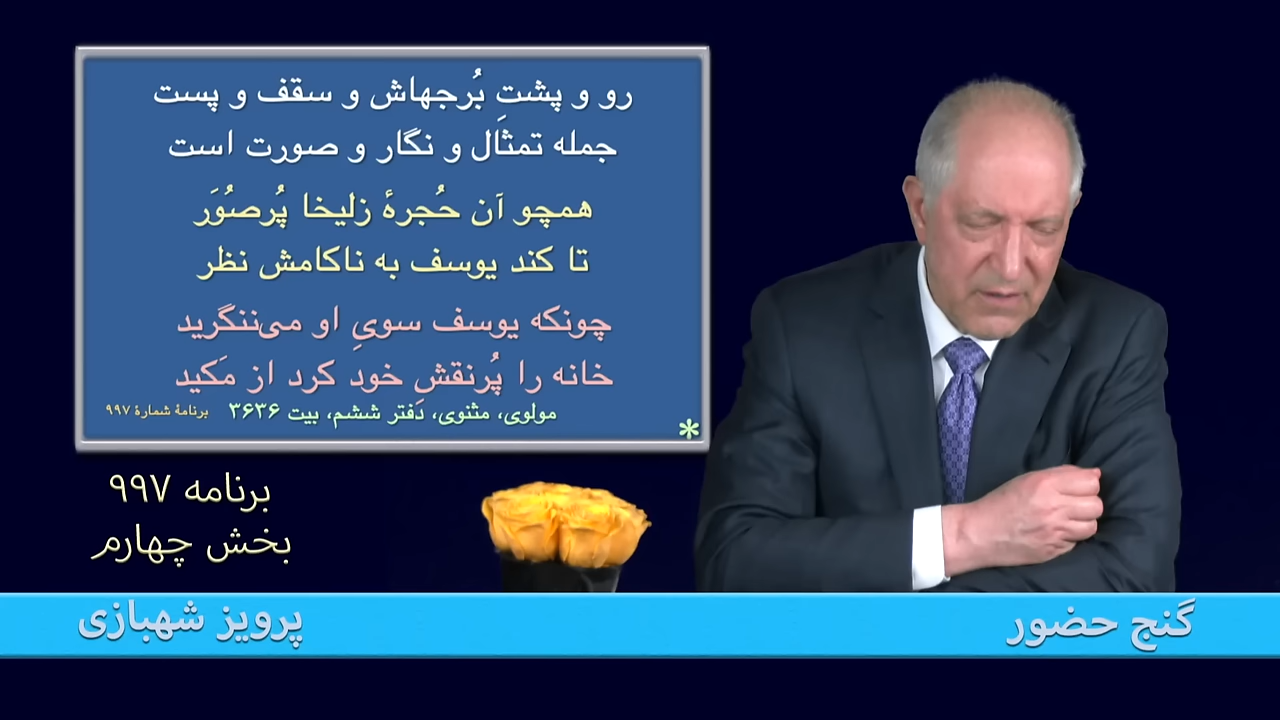 رو و پشتِ بُرجهاش و سقف و پست
جمله تمثال و نگار و صورت است
همچو آن حُجرهٔ زلیخا پُرصُوَر
تا کند یوسف به ناکامش نظر
چونکه یوسف سویِ او می‌ننگرید
خانه را پُرنقشِ خود کرد از مَکید
مولوی، مثنوی، دفتر ششم، بیت ۳۶۳۶
برنامهٔ شمارهٔ ۹۹۷
*
برنامه ۹۹۷
بخش چهارم
گنج حضور
پرویز شهبازی